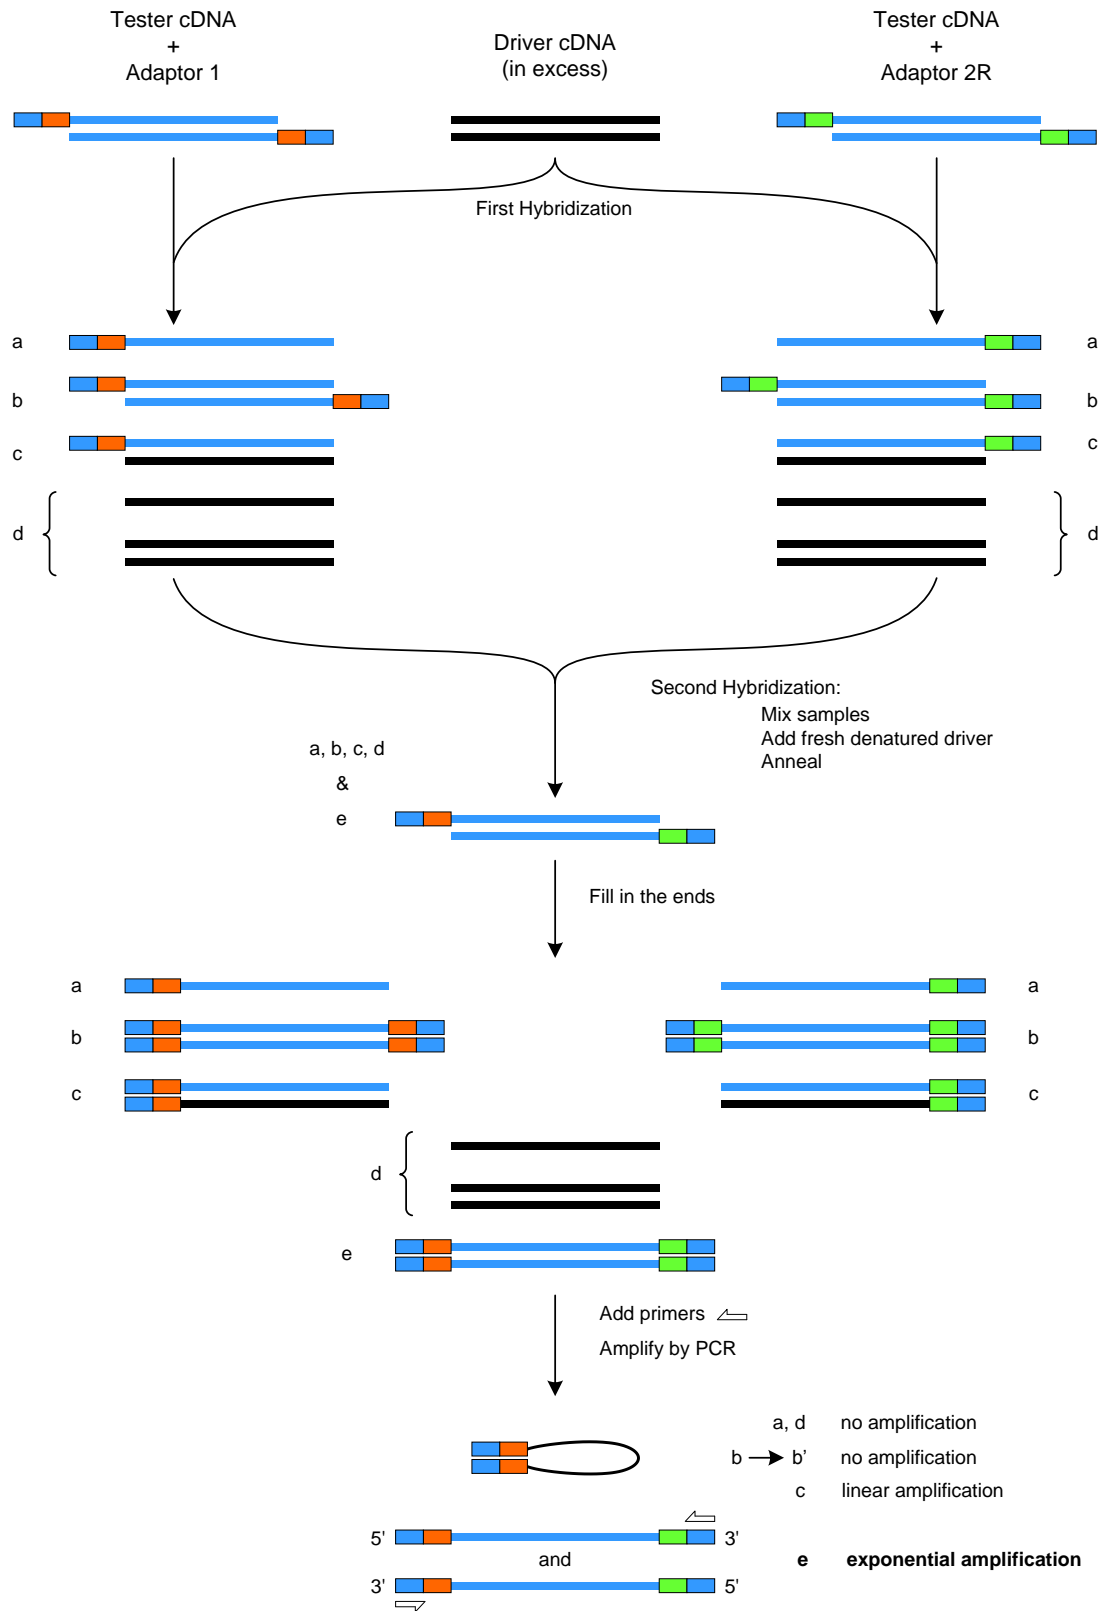 Tester cDNA
+
Adaptor 1
Driver cDNA
(in excess)
Tester cDNA
+
Adaptor 2R
First Hybridization
a
a
b
b
c
c
d
d
Second Hybridization:
Mix samples
Add fresh denatured driver
Anneal
a, b, c, d
&
e
Fill in the ends
a
a
b
b
c
c
d
e
Add primers
Amplify by PCR
a, d no amplification
b b' no amplification
c linear amplification
5' 3'
and
e exponential amplification
3' 5'